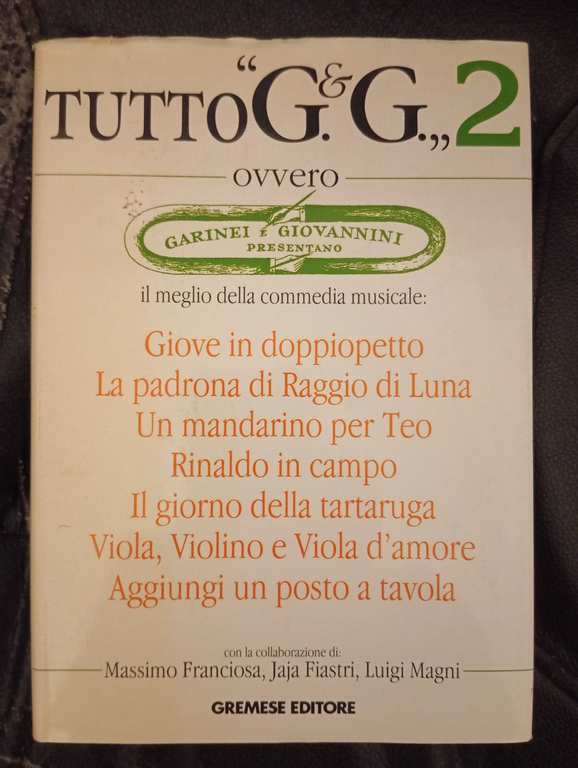 TUTTO “G.&G.„ 2
ovvero
GARINEI E GIOVANNINI
PRESENTANO
il meglio della commedia musicale:
Giove in doppiopetto
La padrona di Raggio di Luna
Un mandarino per Teo
Rinaldo in campo
Il giorno della tartaruga
Viola, Violino e Viola d'amore
Aggiungi un posto a tavola
con la collaborazione di:
Massimo Franciosa, Jaja Fiastri, Luigi Magni
GREMESE EDITORE